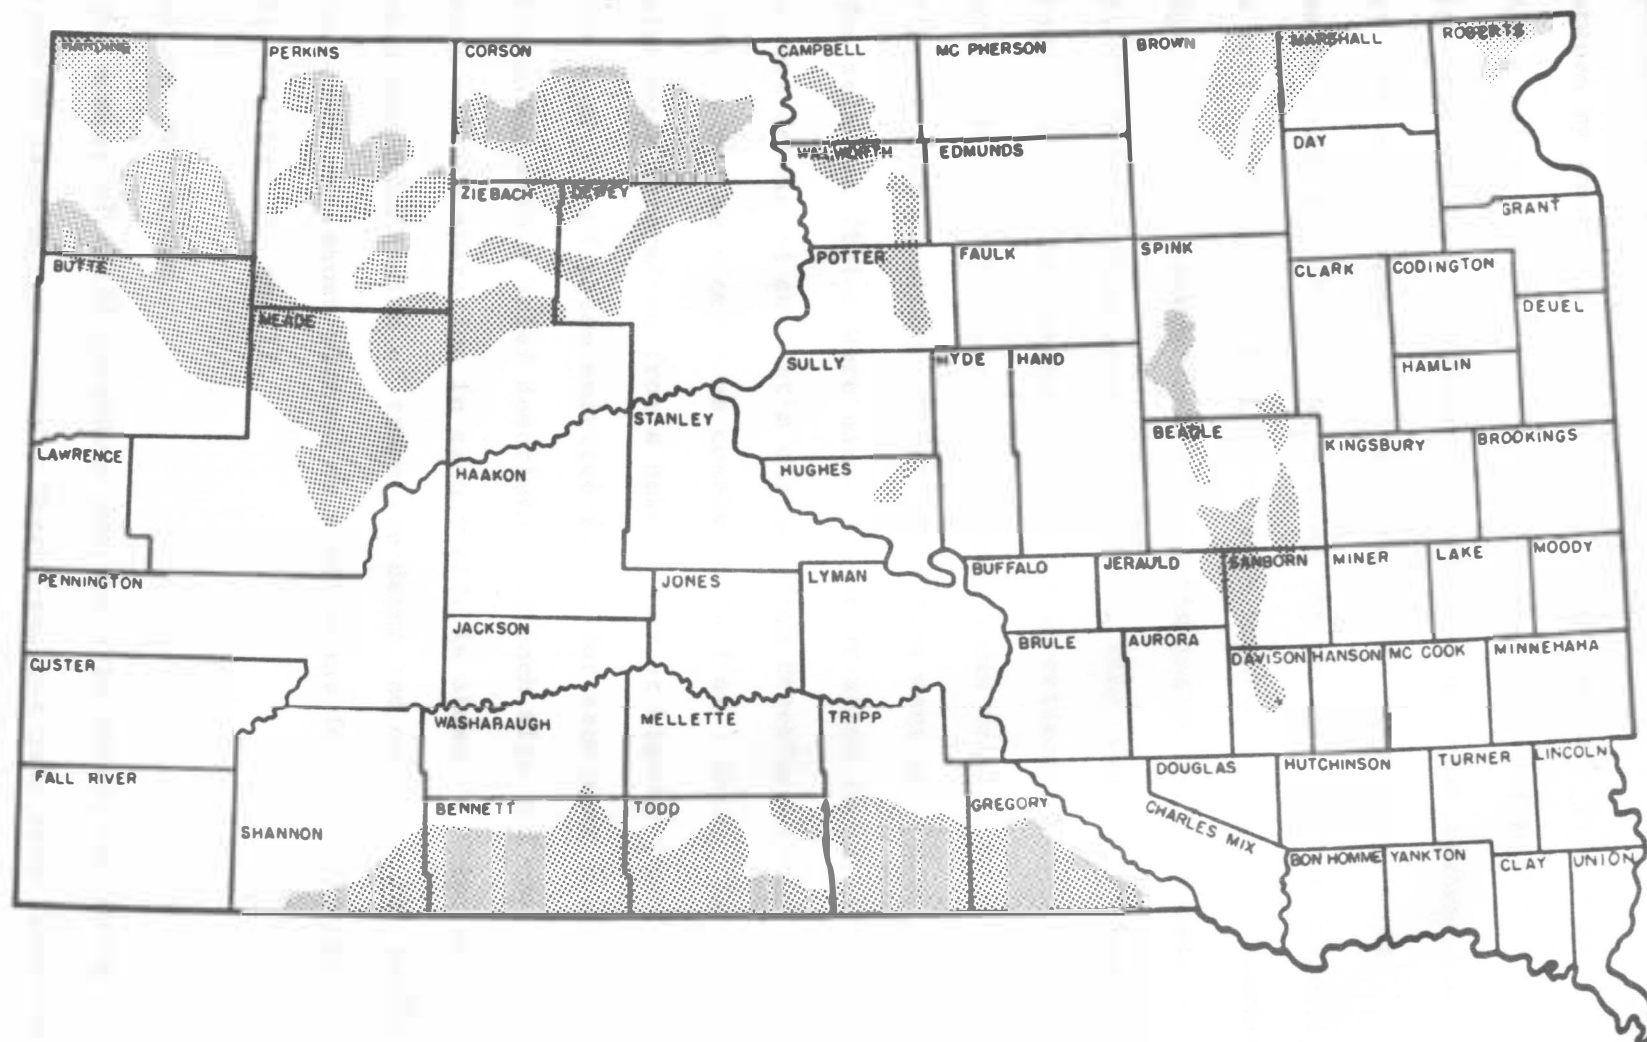 HARDING
PERKINS
CORSON
CAMPBELL
MC PHERSON
BROWN
MARSHALL
ROBERTS
WALWORTH
EDMUNDS
DAY
ZIEBACH
DEWEY
GRANT
BUTTE
POTTER
FAULK
SPINK
CLARK
CODINGTON
DEUEL
MEADE
SULLY
HYDE
HAND
HAMLIN
STANLEY
BEADLE
KINGSBURY
BROOKINGS
LAWRENCE
HAAKON
HUGHES
PENNINGTON
JONES
LYMAN
BUFFALO
JERAULD
SANBORN
MINER
LAKE
MOODY
JACKSON
BRULE
AURORA
CUSTER
DAVISON
HANSON
MC COOK
MINNEHAHA
WASHABAUGH
MELLETTE
TRIPP
FALL RIVER
DOUGLAS
HUTCHINSON
TURNER
LINCOLN
SHANNON
BENNETT
TODD
GREGORY
CHARLES MIX
BON HOMME
YANKTON
CLAY
UNION